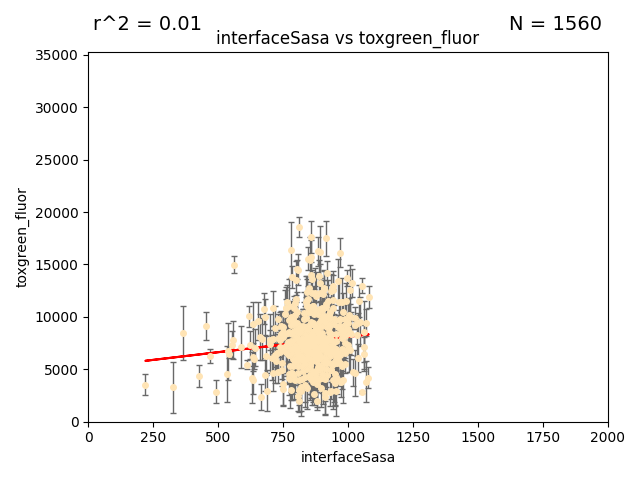 r^2 = 0.01
N = 1560
interfaceSasa vs toxgreen_fluor
35000
30000
25000
20000
15000
10000
5000
0
toxgreen_fluor
0 250 500 750 1000 1250 1500 1750 2000
interfaceSasa